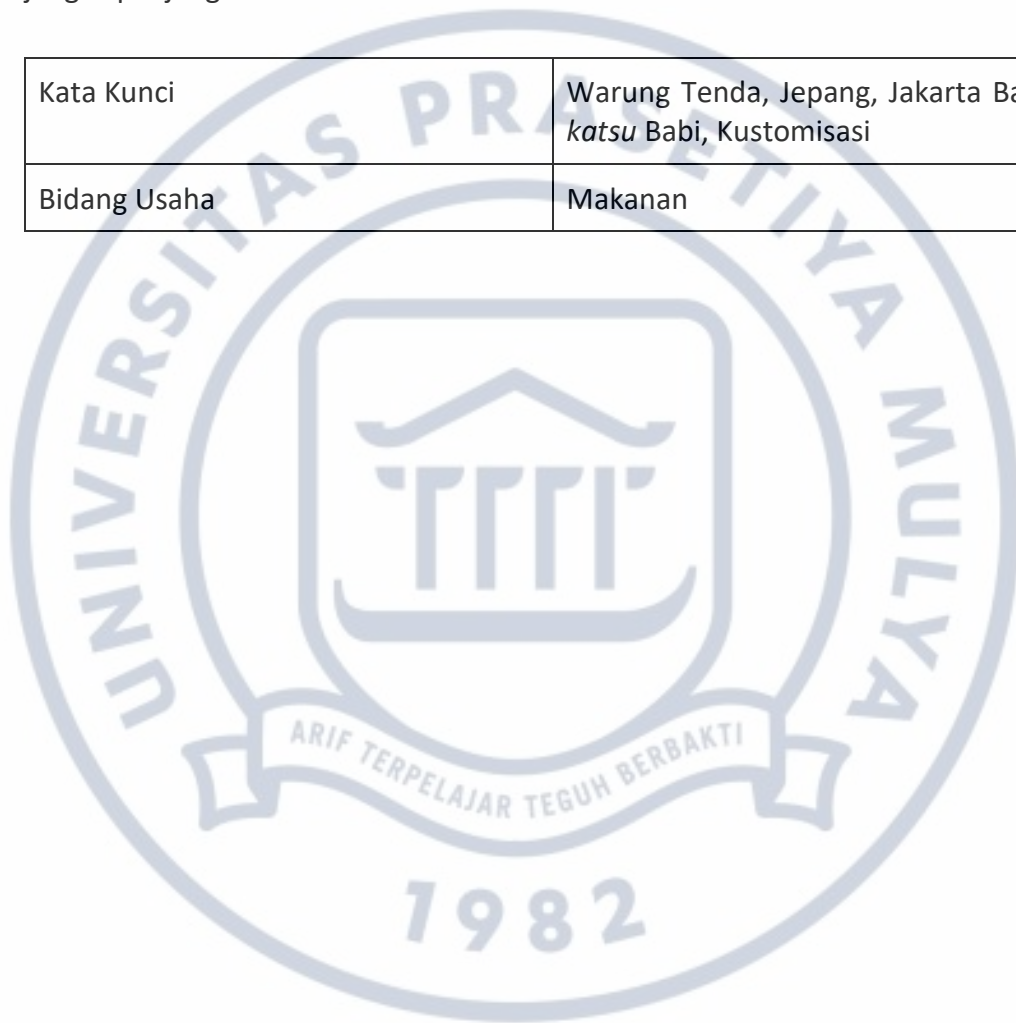 Kata Kunci
Warung Tenda, Jepang, Jakarta
katsu Babi, Kustomisasi
Bidang Usaha
Makanan
UNIVERSITAS PRASETIYA MULYA
ARIF TERPELAJAR TEGUH BERBAKTI
1982